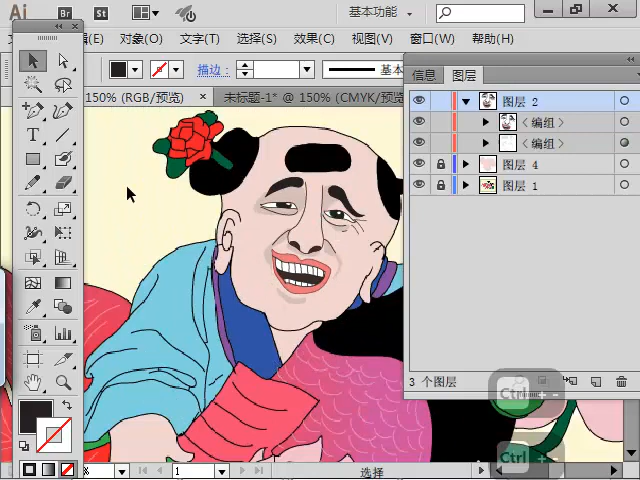 Ai Br St 基本功能
(E) 对象(O) 文字(T) 选择(S) 效果(C) 视图(V) 窗口(W) 帮助(H)
描边: 基本
信息 图层
150% (RGB/预览) × 未标题-1* @ 150% (CMYK/预览
图层 2
<编组>
<编组>
图层 4
图层 1
3 个图层
Ctrl + -
Ctrl + -
% 1 选择